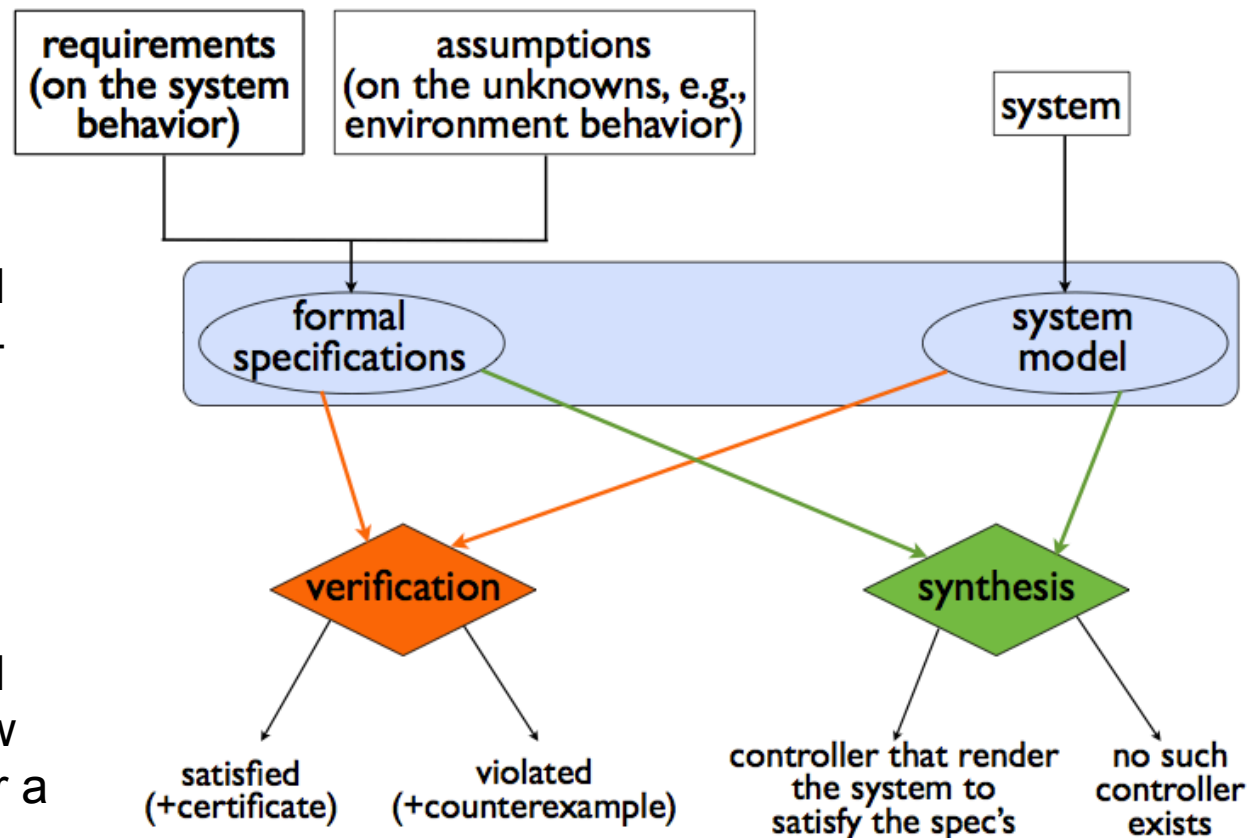 requirements
(on the system
behavior)
assumptions
(on the unknowns, e.g.,
environment behavior)
system
formal
specifications
system
model
verification
synthesis
satisfied
(+certificate)
violated
(+counterexample)
controller that render
the system to
satisfy the spec's
no such
controller
exists
r a